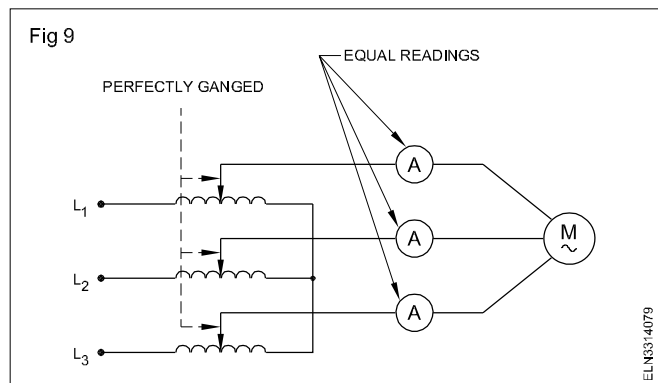 Fig 9
EQUAL READINGS
PERFECTLY GANGED
A
L1
M
A
L2
A
L3
ELN3314079